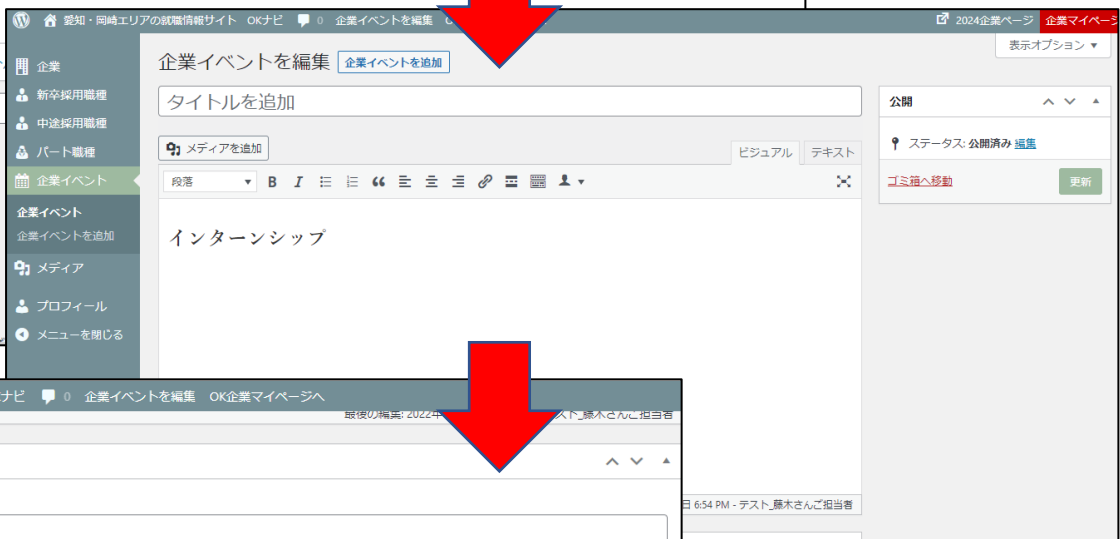 愛知・岡崎エリアの就職情報サイト OKナビ 0 企業イベントを編集 2024企業ページ 企業マイページ
表示オプション ▼
企業
新卒採用職種
中途採用職種
パート職種
企業イベント
企業イベント
企業イベントを追加
メディア
プロフィール
メニューを閉じる
企業イベントを編集 企業イベントを追加
タイトルを追加
メディアを追加
ビジュアル テキスト
段落
インターンシップ
公開
ステータス: 公開済み 編集
ゴミ箱へ移動 更新
ナビ 0 企業イベントを編集 OK企業マイページへ
最後の編集: 2022年 スト_藤木さんご担当者
日 6:54 PM - テスト_藤木さんご担当者